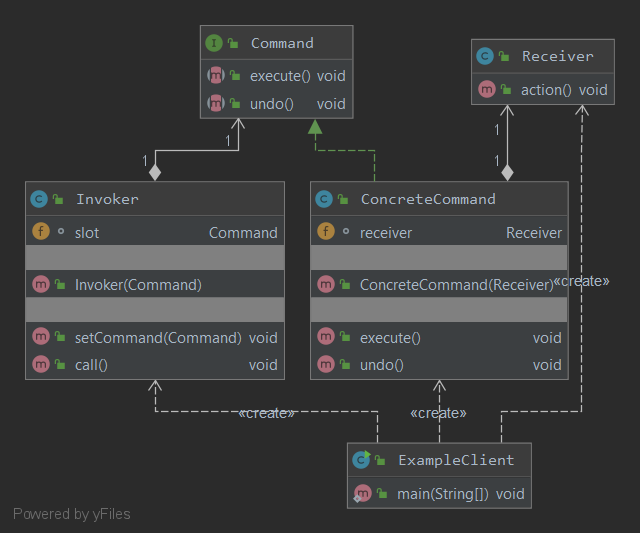 Command
execute() void
undo() void
Receiver
action() void
1
1
1
1
Invoker
slot Command
Invoker(Command)
setCommand(Command) void
call() void
ConcreteCommand
receiver Receiver
ConcreteCommand(Receiver)
execute() void
undo() void
«create»
«create»
«create»
ExampleClient
main(String[]) void
Powered by yFiles